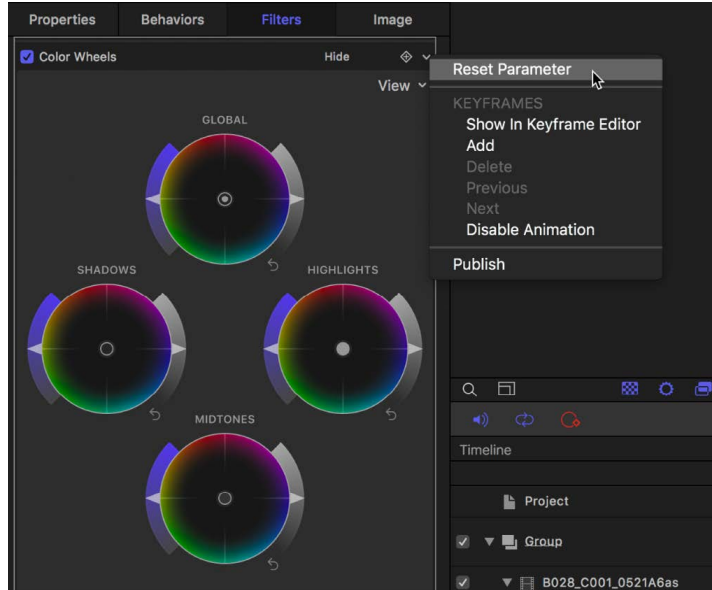 Properties Behaviors Filters Image
Color Wheels Hide
View
GLOBAL
SHADOWS HIGHLIGHTS
MIDTONES
Reset Parameter
KEYFRAMES
Show In Keyframe Editor
Add
Delete
Previous
Next
Disable Animation
Publish
Timeline
Project
Group
B028_C001_0521A6as